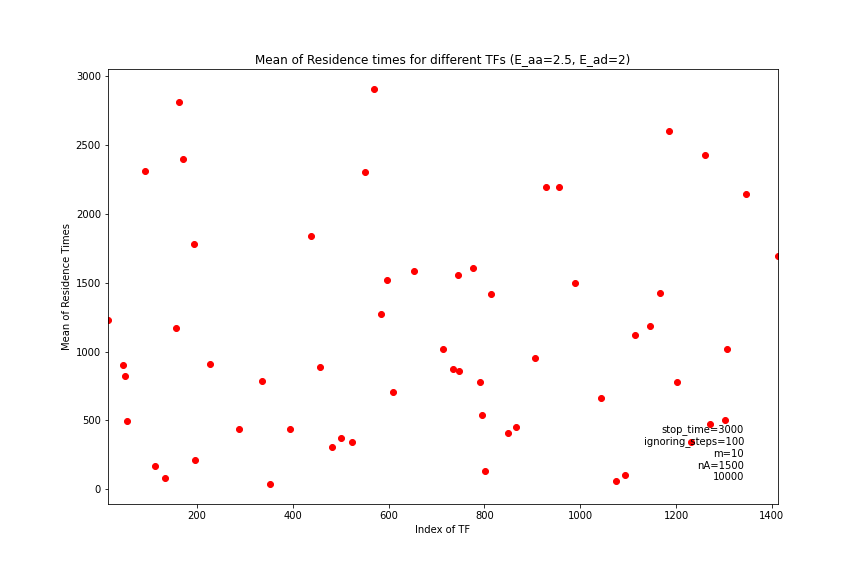 Mean of Residence times for different TFs (E_aa=2.5, E_ad=2)
3000
2500
2000
1500
1000
500
0
Mean of Residence Times
stop_time=3000
ignoring_steps=100
m=10
nA=1500
10000
200
400
600
800
1000
1200
1400
Index of TF